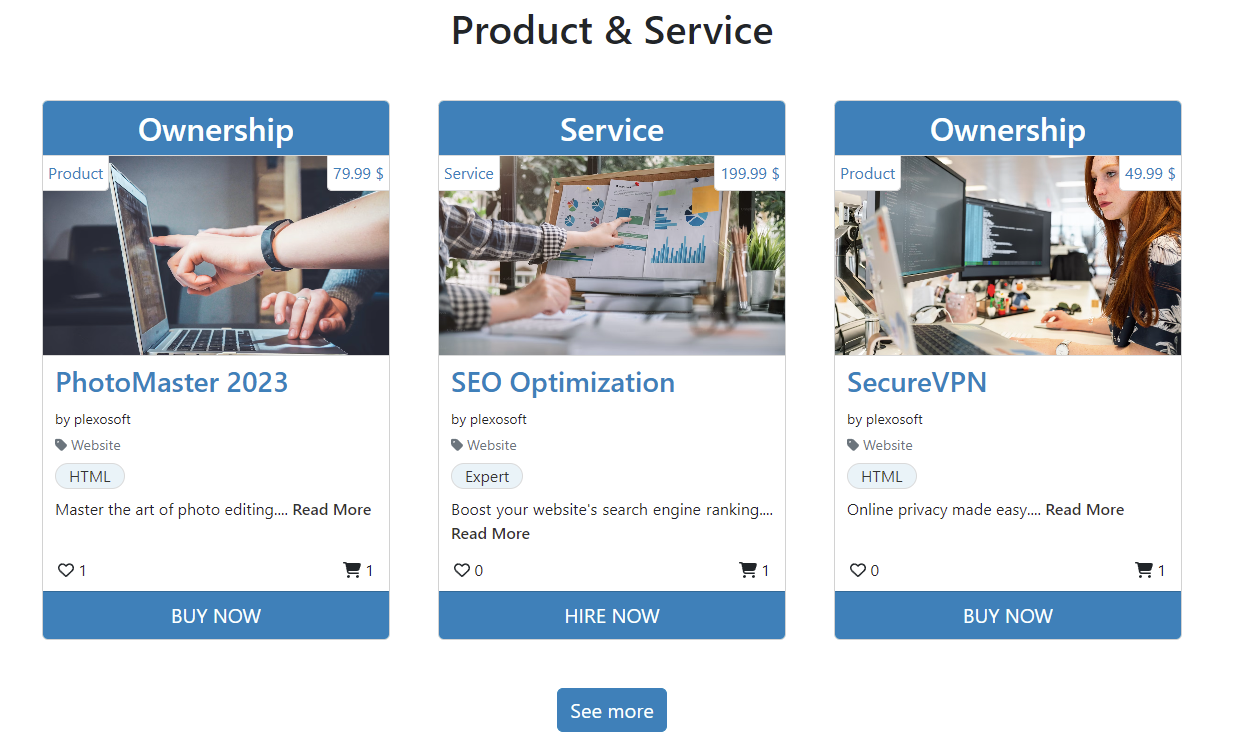 Product & Service
Ownership
Product
79.99 $
PhotoMaster 2023
by plexosoft
Website
HTML
Master the art of photo editing.... Read More
1
1
BUY NOW
Service
Service
199.99 $
SEO Optimization
by plexosoft
Website
Expert
Boost your website's search engine ranking....
Read More
0
1
HIRE NOW
Ownership
Product
49.99 $
SecureVPN
by plexosoft
Website
HTML
Online privacy made easy.... Read More
0
1
BUY NOW
See more